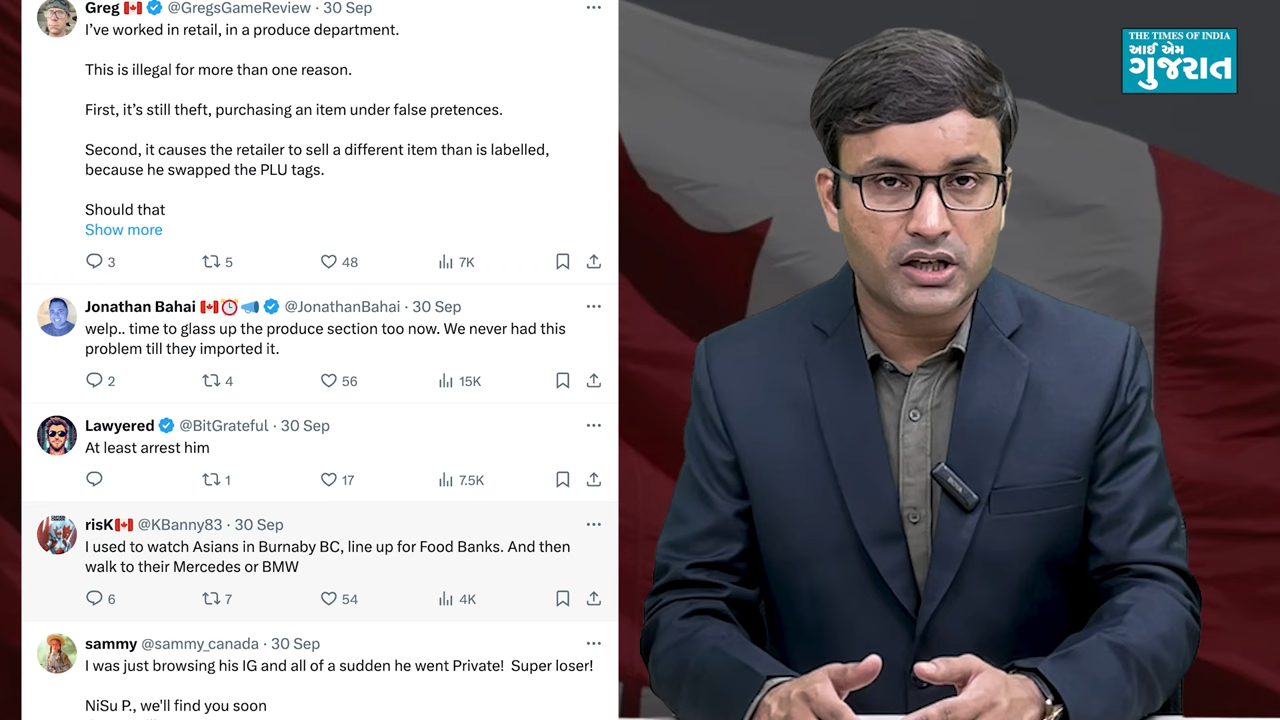 Greg @GregsGameReview · 30 Sep
I've worked in retail, in a produce department.
This is illegal for more than one reason.
First, it's still theft, purchasing an item under false pretences.
Second, it causes the retailer to sell a different item than is labelled,
because he swapped the PLU tags.
Should that
Show more
3 5 48 7K
Jonathan Bahai @JonathanBahai · 30 Sep
welp.. time to glass up the produce section too now. We never had this
problem till they imported it.
2 4 56 15K
Lawyered @BitGrateful · 30 Sep
At least arrest him
1 17 7.5K
risK @KBanny83 · 30 Sep
I used to watch Asians in Burnaby BC, line up for Food Banks. And then
walk to their Mercedes or BMW
6 7 54 4K
sammy @sammy_canada · 30 Sep
I was just browsing his IG and all of a sudden he went Private! Super loser!
NiSu P., we'll find you soon
THE TIMES OF INDIA
આઈ એમ
ગુજરાત